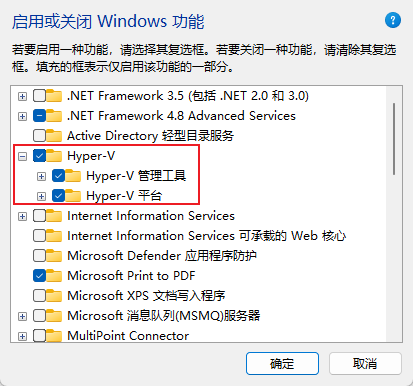 启用或关闭 Windows 功能
若要启用一种功能，请选择其复选框。若要关闭一种功能，请清除其复选
框。填充的框表示仅启用该功能的一部分。
.NET Framework 3.5 (包括 .NET 2.0 和 3.0)
.NET Framework 4.8 Advanced Services
Active Directory 轻型目录服务
Hyper-V
Hyper-V 管理工具
Hyper-V 平台
Internet Information Services
Internet Information Services 可承载的 Web 核心
Microsoft Defender 应用程序防护
Microsoft Print to PDF
Microsoft XPS 文档写入程序
Microsoft 消息队列(MSMQ)服务器
MultiPoint Connector
确定
取消